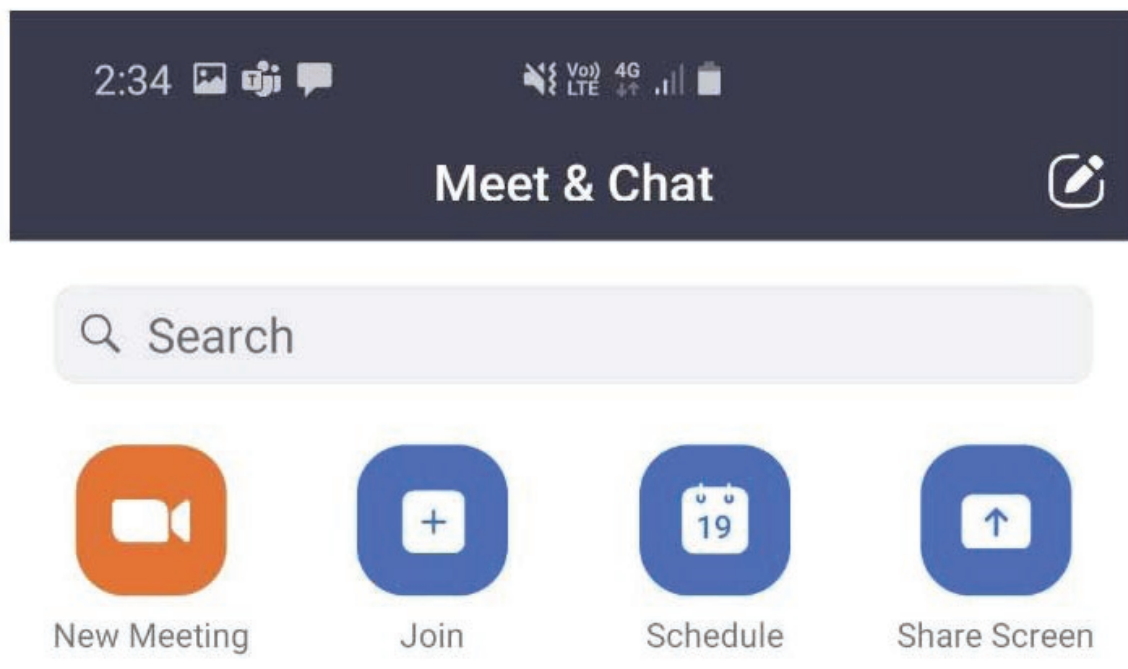 2:34 Vo)) 4G
LTE
Meet & Chat
Search
19
New Meeting Join Schedule Share Screen